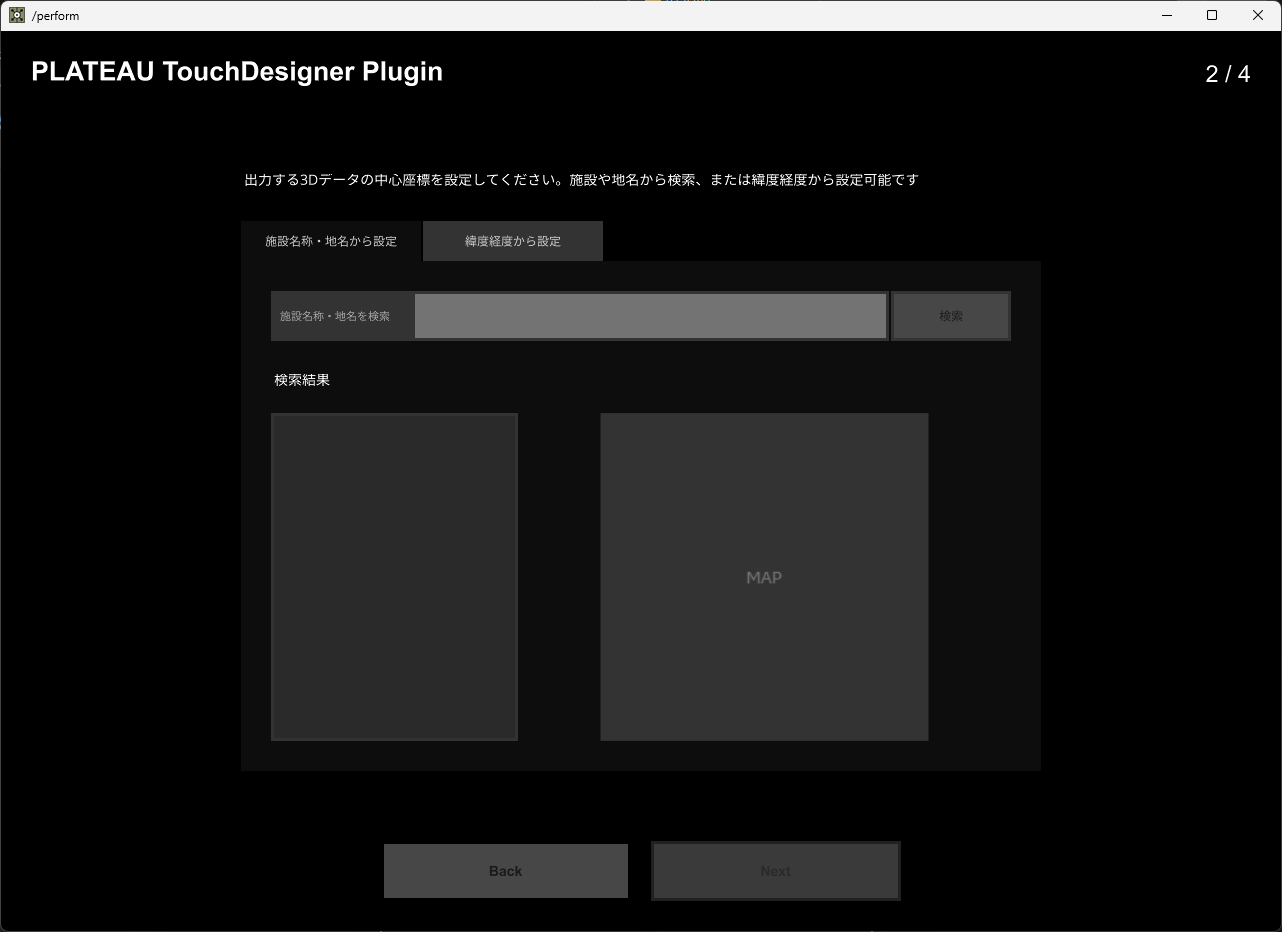 /perform
PLATEAU TouchDesigner Plugin
2 / 4
出力する3Dデータの中心座標を設定してください。施設や地名から検索、または緯度経度から設定可能です
施設名称・地名から設定
緯度経度から設定
施設名称・地名を検索
検索
検索結果
MAP
Back
Next